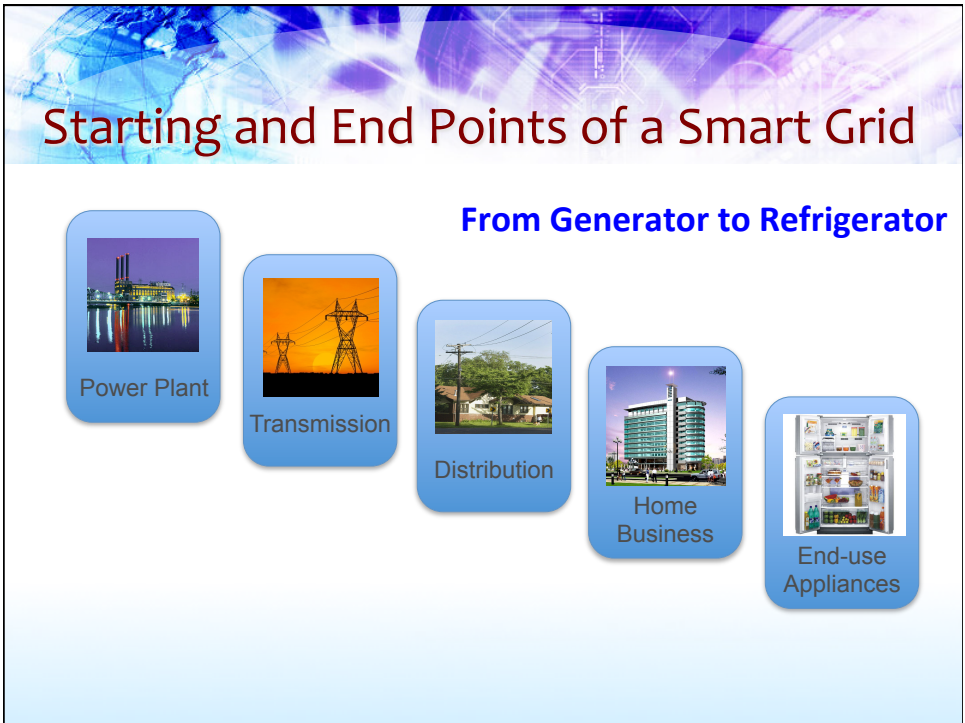 Starting and End Points of a Smart Grid
From Generator to Refrigerator
Power Plant
Transmission
Distribution
Home
Business
End-use
Appliances